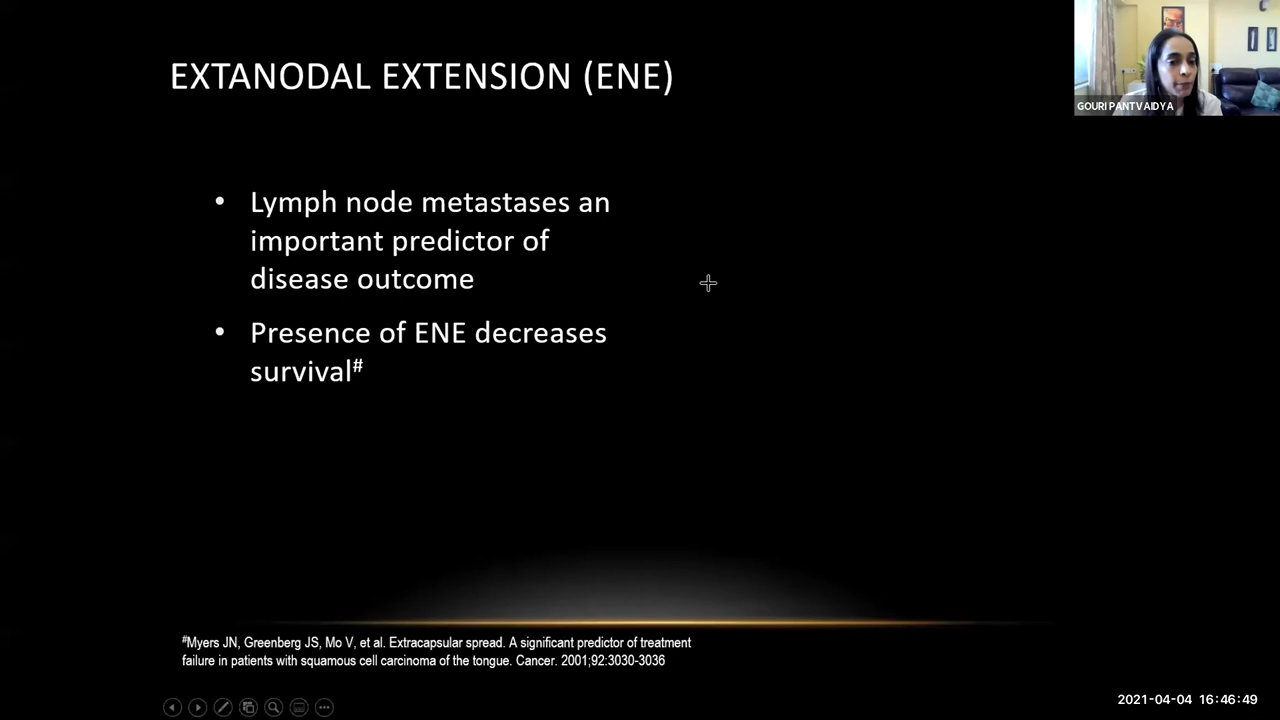 EXTANODAL EXTENSION (ENE)
GOURI PANTVAIDYA
• Lymph node metastases an
important predictor of
disease outcome
• Presence of ENE decreases
survival#
#Myers JN, Greenberg JS, Mo V, et al. Extracapsular spread. A significant predictor of treatment
failure in patients with squamous cell carcinoma of the tongue. Cancer. 2001;92:3030-3036
2021-04-04 16:46:49